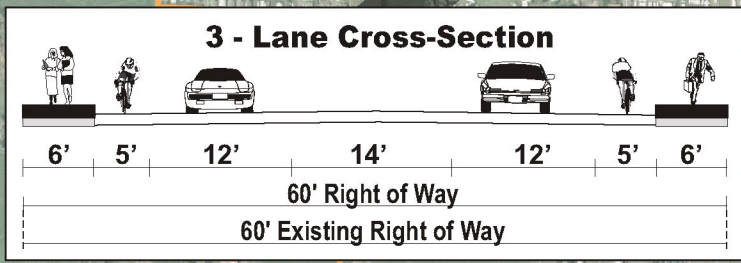 3 - Lane Cross-Section
6' 5' 12' 14' 12' 5' 6'
60' Right of Way
60' Existing Right of Way